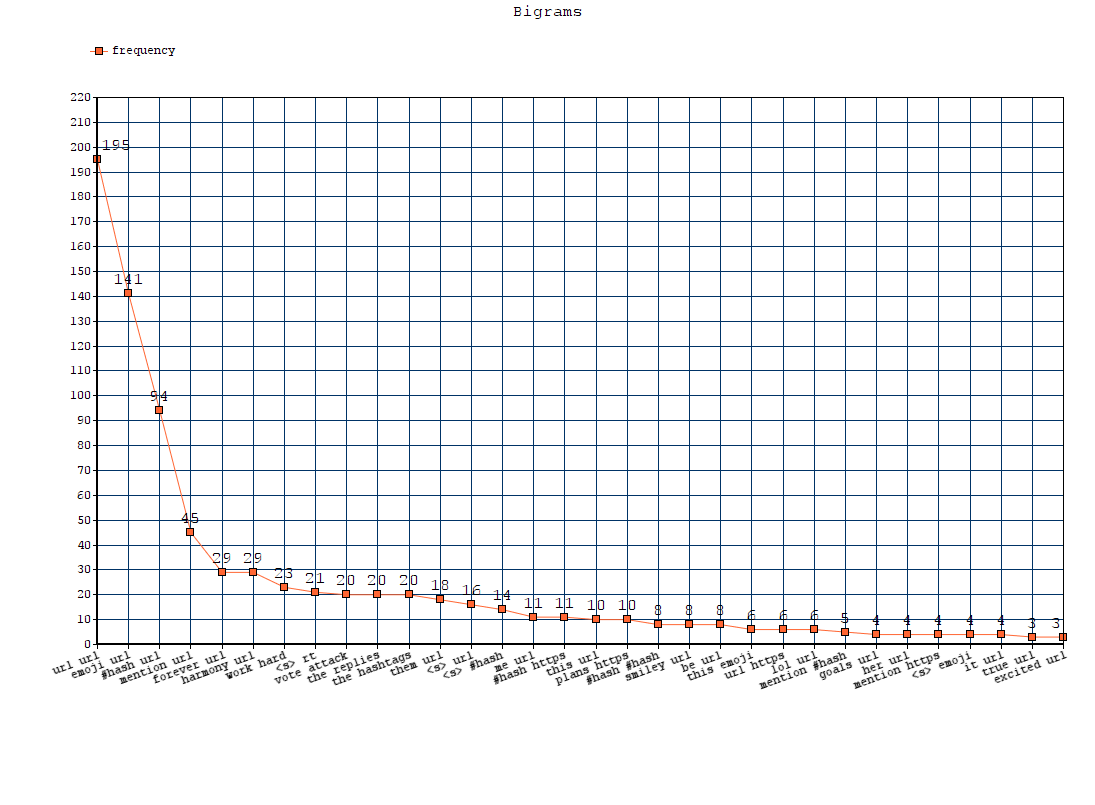 Bigrams
frequency
220
210
200
190
180
170
160
150
140
130
120
110
100
90
80
70
60
50
40
30
20
10
0
195
141
94
45
29
29
23
21
20
20
20
18
16
14
11
11
10
10
8
8
8
6
6
6
5
4
4
4
4
4
3
3
url url
emoji url
#hash url
mention url
forever url
harmony url
work hard
<s> rt
vote attack
the replies
the hashtags
them url
<s> url
<s> #hash
me url
#hash https
this url
plans https
#hash #hash
smiley url
be url
this emoji
url https
lol url
mention #hash
goals url
her url
mention https
<s> emoji
it url
true url
excited url